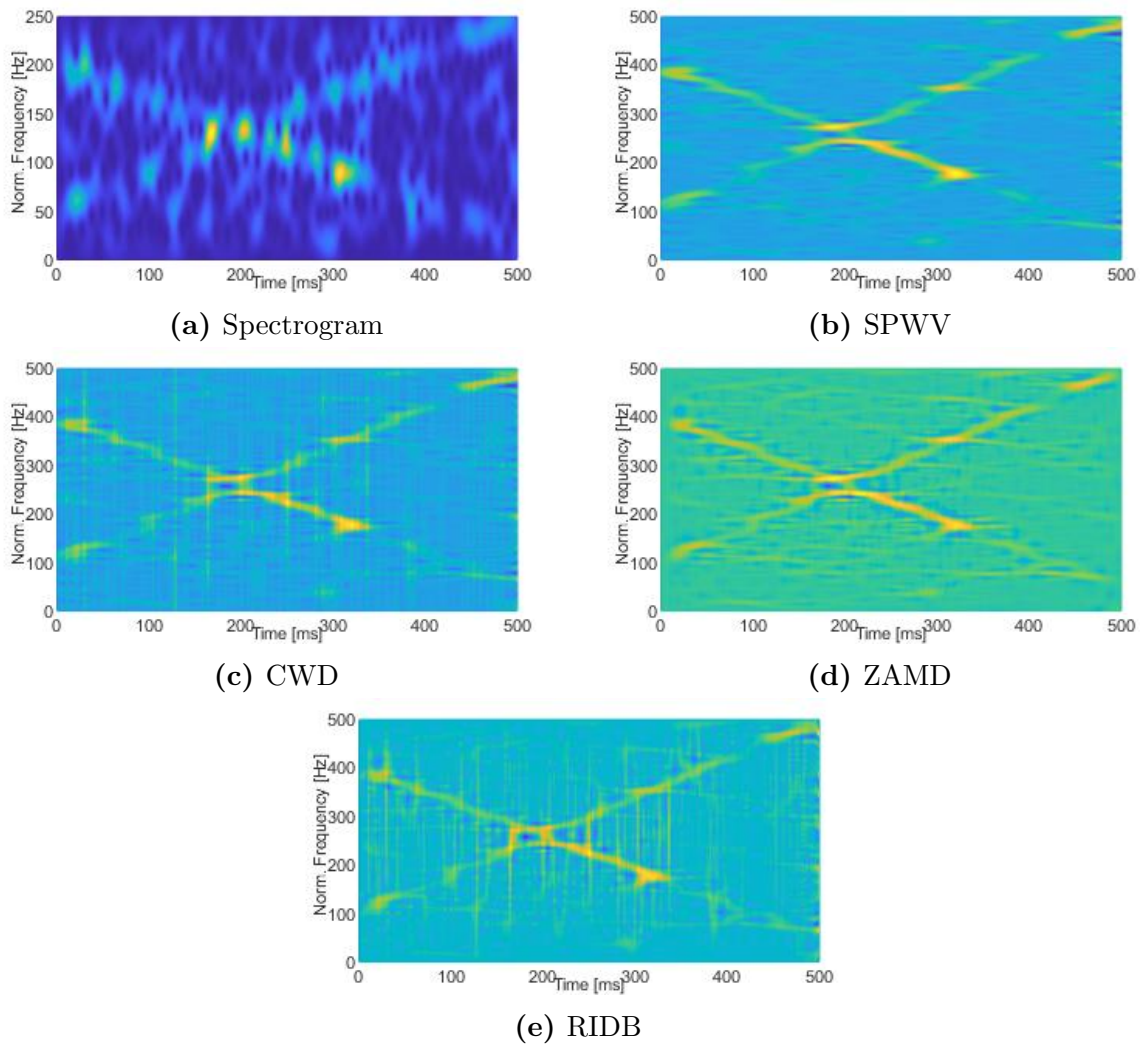 250
200
150
100
50
0
Norm. Frequency [Hz]
0 100 200 300 400 500
Time [ms]
(a) Spectrogram
500
400
300
200
100
0
Norm. Frequency [Hz]
0 100 200 300 400 500
Time [ms]
(b) SPWV
500
400
300
200
100
0
Norm. Frequency [Hz]
0 100 200 300 400 500
Time [ms]
(c) CWD
500
400
300
200
100
0
Norm. Frequency [Hz]
0 100 200 300 400 500
Time [ms]
(d) ZAMD
500
400
300
200
100
0
Norm. Frequency [Hz]
0 100 200 300 400 500
Time [ms]
(e) RIDB